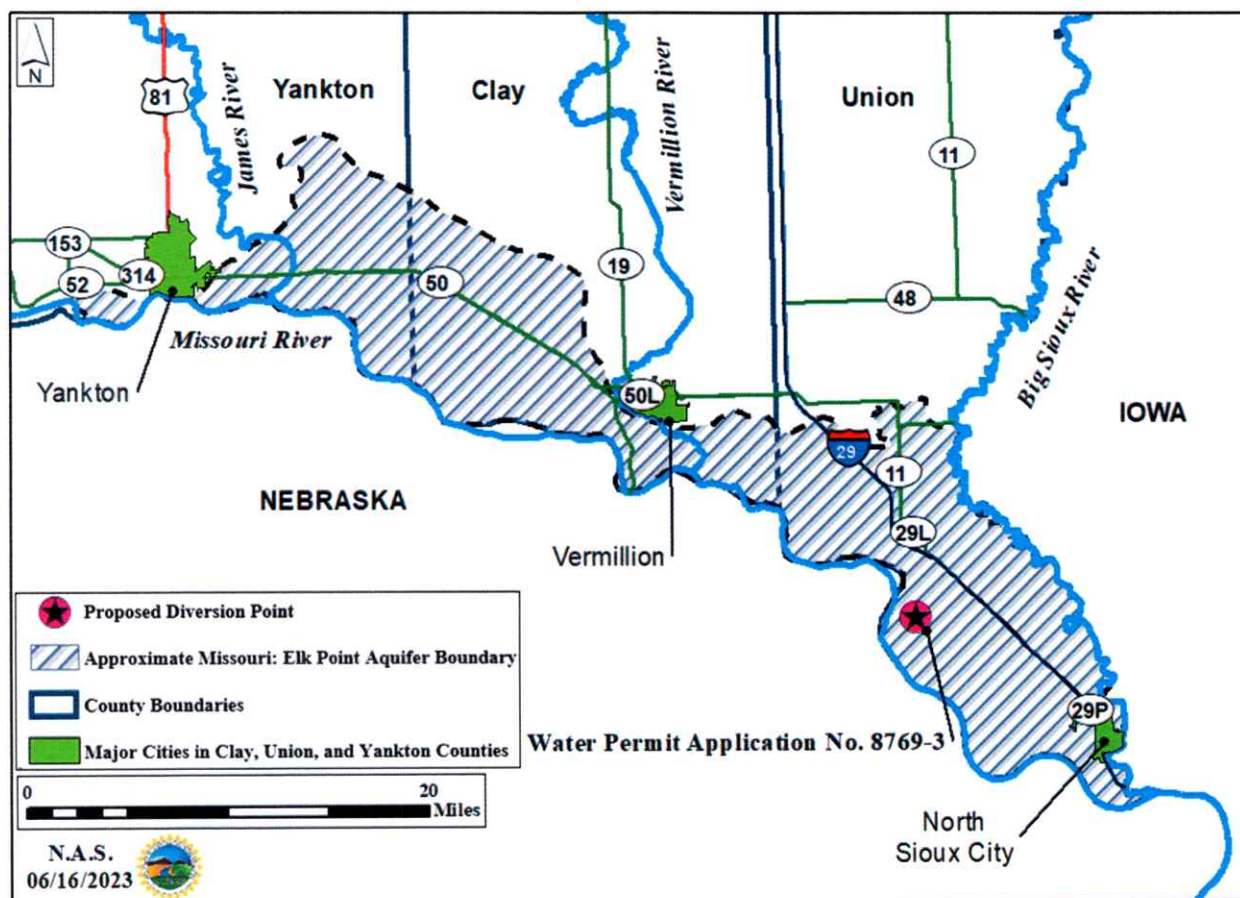 N
81
Yankton
Clay
Union
James River
Vermillion River
11
153
314
52
50
19
48
Missouri River
Big Sioux River
Yankton
50L
IOWA
29
11
NEBRASKA
29L
Vermillion
Proposed Diversion Point
Approximate Missouri: Elk Point Aquifer Boundary
County Boundaries
29P
Major Cities in Clay, Union, and Yankton Counties
Water Permit Application No. 8769-3
0 20
Miles
North
Sioux City
N.A.S.
06/16/2023